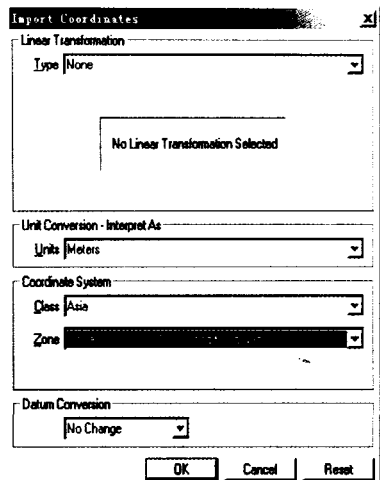 Import Coordinates
Linear Transformation
Type None
No Linear Transformation Selected
Unit Conversion - Interpret As
Units Meters
Coordinate System
Class Asia
Zone
Datum Conversion
No Change
OK Cancel Reset